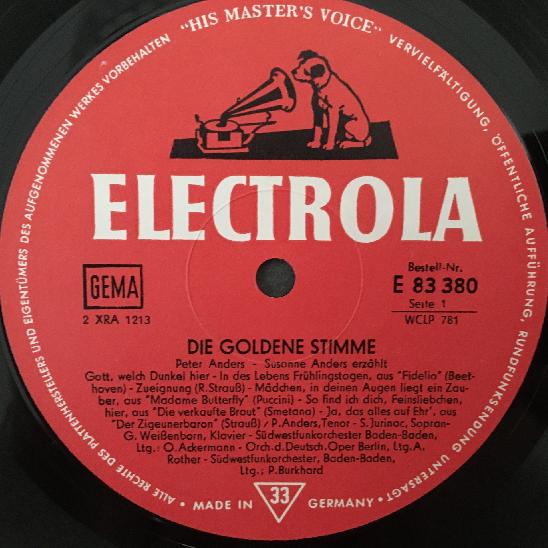 "HIS MASTER'S VOICE"
VERVIELFÄLTIGUNG, ÖFFENTLICHE AUFFÜHRUNG, RUNDFUNKSENDUNG UNTERSAGT •
ALLE RECHTE DES PLATTENHERSTELLERS UND EIGENTÜMERS DES AUFGENOMMENEN WERKES VORBEHALTEN
ELECTROLA
GEMA
2 XRA 1213
Bestell-Nr.
E 83 380
Seite 1
WCLP 781
DIE GOLDENE STIMME
Peter Anders - Susanne Anders erzählt
Gott, welch Dunkel hier - In des Lebens Frühlingstagen, aus "Fidelio" (Beet-
hoven) - Zueignung (R.Strauß) - Mädchen, in deinen Augen liegt ein Zau-
ber, aus "Madame Butterfly" (Puccini) - So find ich dich, Feinsliebchen,
hier, aus "Die verkaufte Braut" (Smetana) - Ja, das alles auf Ehr', aus
"Der Zigeunerbaron" (Strauß) / P.Anders, Tenor - S. Jurinac, Sopran-
G. Weißenborn, Klavier - Südwestfunkorchester Baden-Baden,
Ltg.: O. Ackermann - Orch.d.Deutsch.Oper Berlin, Ltg. A.
Rother - Südwestfunkorchester, Baden-Baden,
Ltg.: P. Burkhard
• MADE IN 33 GERMANY •